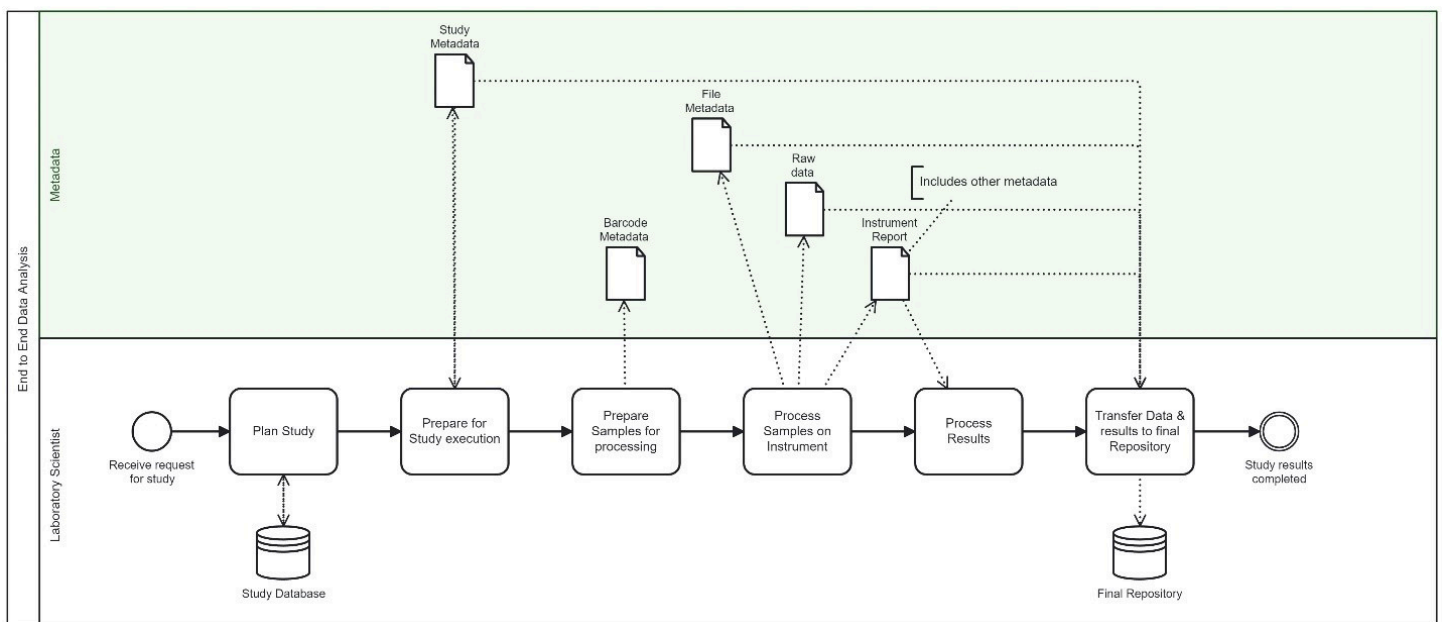 End to End Data Analysis
Metadata
Study
Metadata
File
Metadata
Raw
data
Includes other metadata
Barcode
Metadata
Instrument
Report
Laboratory Scientist
Receive request
for study
Plan Study
Prepare for
Study execution
Prepare
Samples for
processing
Process
Samples on
Instrument
Process
Results
Transfer Data &
results to final
Repository
Study results
completed
Study Database
Final Repository